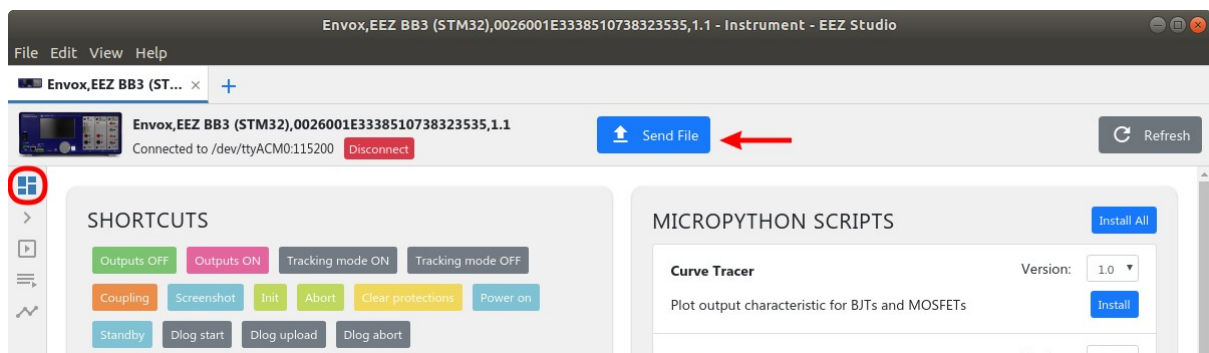 Envox,EEZ BB3 (STM32),0026001E3338510738323535,1.1 - Instrument - EEZ Studio
File Edit View Help
Envox,EEZ BB3 (ST... × +
Envox,EEZ BB3 (STM32),0026001E3338510738323535,1.1
Connected to /dev/ttyACM0:115200 Disconnect
Send File
Refresh
SHORTCUTS
Outputs OFF Outputs ON Tracking mode ON Tracking mode OFF
Coupling Screenshot Init Abort Clear protections Power on
Standby Dlog start Dlog upload Dlog abort
MICROPYTHON SCRIPTS Install All
Curve Tracer Version: 1.0
Plot output characteristic for BJTs and MOSFETs Install